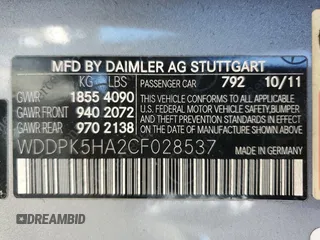 MFD BY DAIMLER AG STUTTGART
KG LBS PASSENGER CAR 792 10/11
GVWR 1855 4090
GAWR FRONT 940 2072
GAWR REAR 970 2138
THIS VEHICLE CONFORMS TO ALL APPLICABLE
U.S. FEDERAL MOTOR VEHICLE SAFETY, BUMPER,
AND THEFT PREVENTION STANDARDS IN EFFECT
ON THE DATE OF MANUFACTURE SHOWN ABOVE.
WDDPK5HA2CF028537
MADE IN GERMANY
DREAMBID